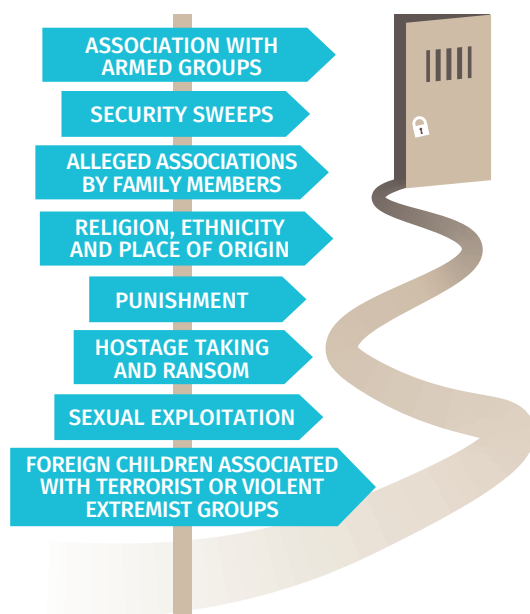 ASSOCIATION WITH
ARMED GROUPS
SECURITY SWEEPS
ALLEGED ASSOCIATIONS
BY FAMILY MEMBERS
RELIGION, ETHNICITY
AND PLACE OF ORIGIN
PUNISHMENT
HOSTAGE TAKING
AND RANSOM
SEXUAL EXPLOITATION
FOREIGN CHILDREN ASSOCIATED
WITH TERRORIST OR VIOLENT
EXTREMIST GROUPS